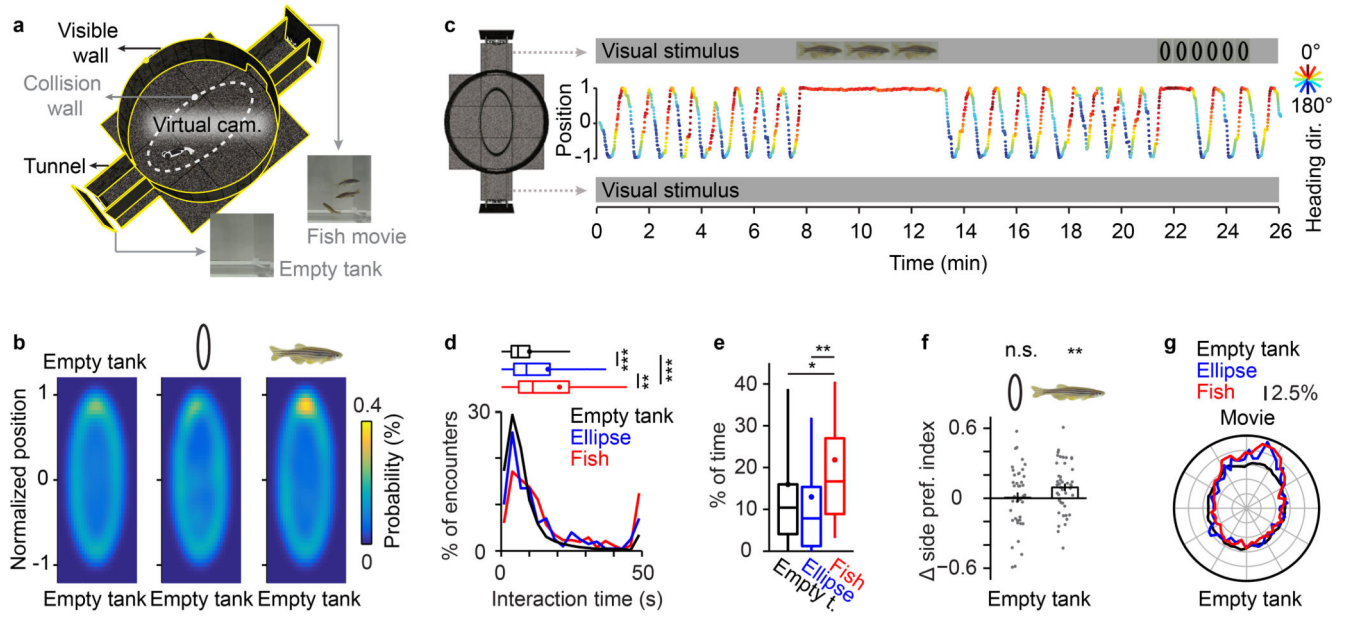 a
Visible
wall
Collision
wall
Virtual cam.
Tunnel
Fish movie
Empty tank
c
Visual stimulus
0°
180°
Heading dir.
Position
1
0
-1
Visual stimulus
0 2 4 6 8 10 12 14 16 18 20 22 24 26
Time (min)
b
Empty tank
Normalized position
1
0
-1
0.4
Probability (%)
0
Empty tank Empty tank Empty tank
d
***
**
***
Empty tank
Ellipse
Fish
% of encounters
30
0
0 50
Interaction time (s)
e
**
*
% of time
40
30
20
10
0
Empty t.
Ellipse
Fish
f
n.s. **
Δ side pref. index
0.6
0
−0.6
Empty tank
g
Empty tank
Ellipse
Fish
2.5%
Movie
Empty tank